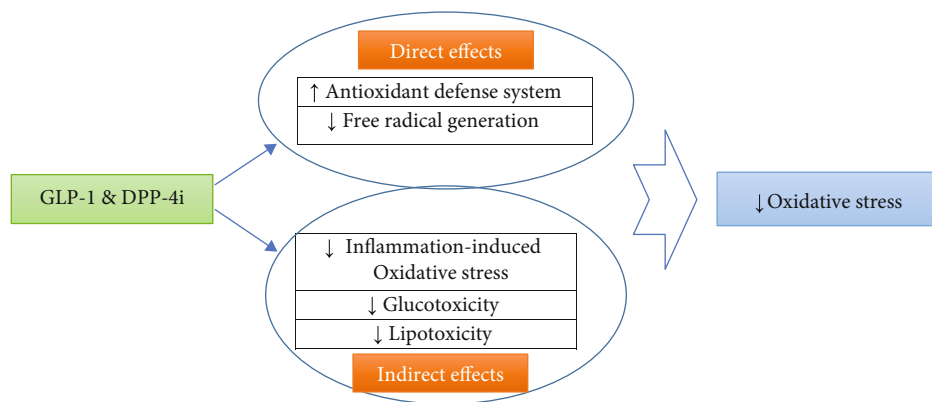 Direct effects
↑ Antioxidant defense system
↓ Free radical generation
GLP-1 & DPP-4i
↓ Oxidative stress
↓ Inflammation-induced
Oxidative stress
↓ Glucotoxicity
↓ Lipotoxicity
Indirect effects